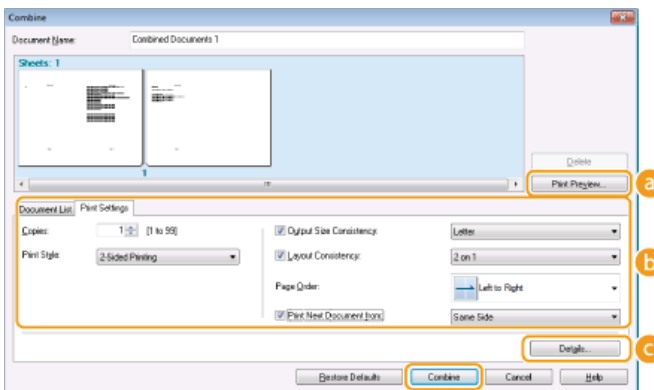 Combine
Document Name: Combined Documents 1
Sheets: 1
1
Delete
Print Preview... a
Document List Print Settings
Copies: 1 [1 to 99] Output Size Consistency: Letter
Print Style: 2-Sided Printing Layout Consistency: 2 on 1
b
Page Order: Left to Right
Print Next Document from: Same Side
Details... c
Restore Defaults Combine Cancel Help